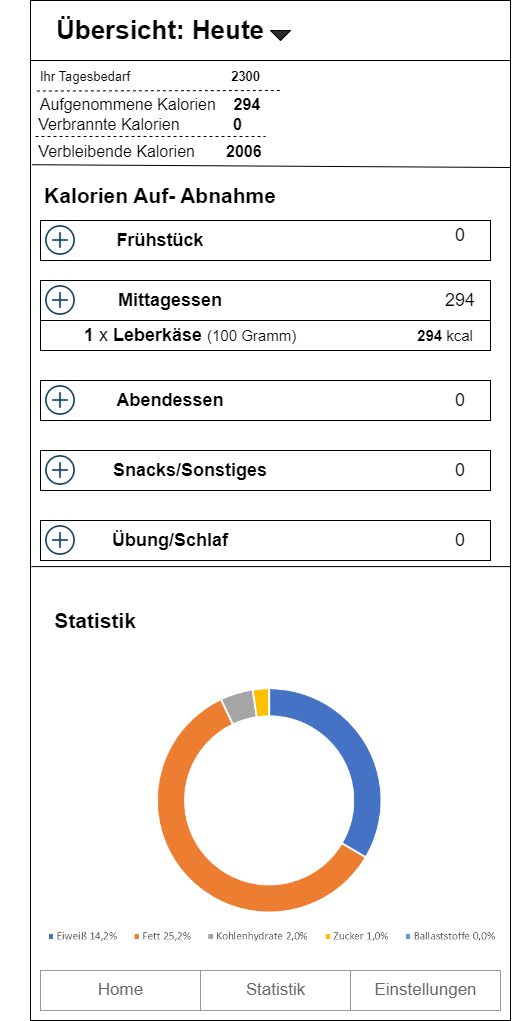 Übersicht: Heute
Ihr Tagesbedarf 2300
Aufgenommene Kalorien 294
Verbrannte Kalorien 0
Verbleibende Kalorien 2006
Kalorien Auf- Abnahme
Frühstück 0
Mittagessen 294
1 x Leberkäse (100 Gramm) 294 kcal
Abendessen 0
Snacks/Sonstiges 0
Übung/Schlaf 0
Statistik
Eiweiß 14,2% Fett 25,2% Kohlenhydrate 2,0% Zucker 1,0% Ballaststoffe 0,0%
Home Statistik Einstellungen